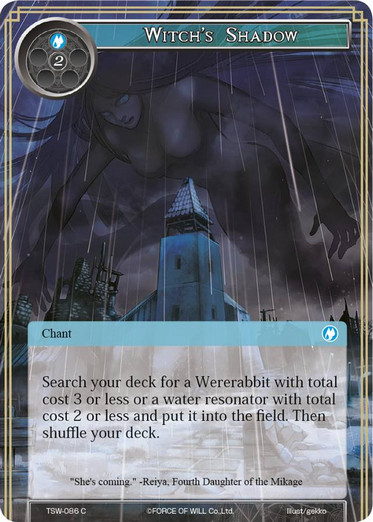 Witch's Shadow
2
Chant
Search your deck for a Wererabbit with total
cost 3 or less or a water resonator with total
cost 2 or less and put it into the field. Then
shuffle your deck.
"She's coming." -Reiya, Fourth Daughter of the Mikage
TSW-086 C ©FORCE OF WILL Co.,Ltd. Illust/gekko